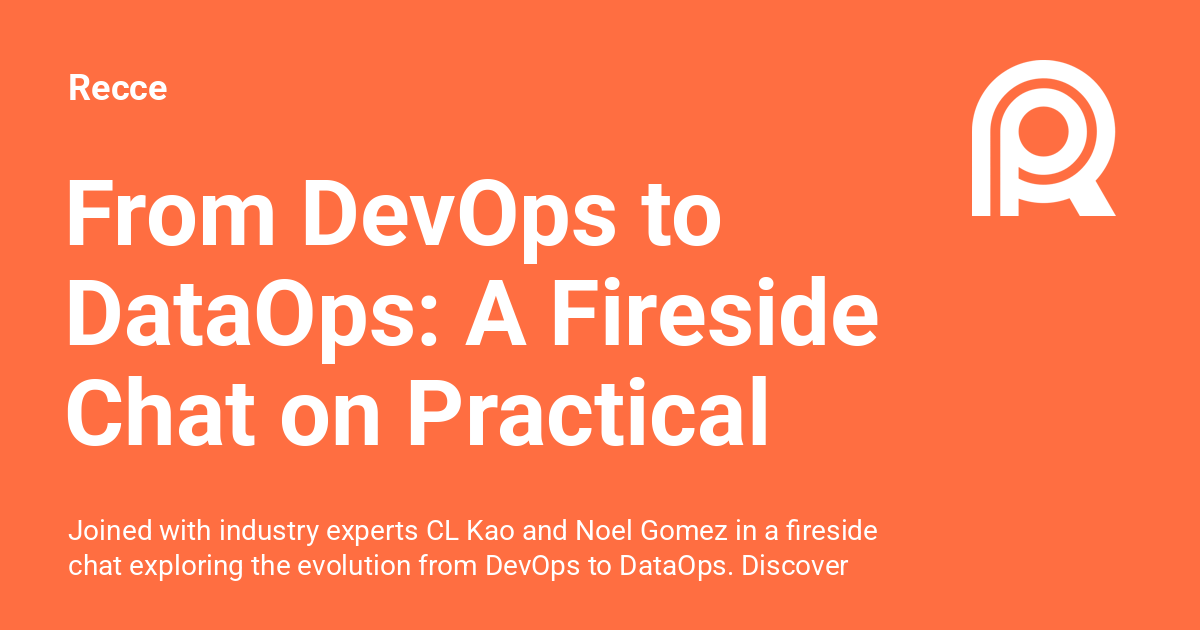 Recce
From DevOps to
DataOps: A Fireside
Chat on Practical
Joined with industry experts CL Kao and Noel Gomez in a fireside
chat exploring the evolution from DevOps to DataOps. Discover